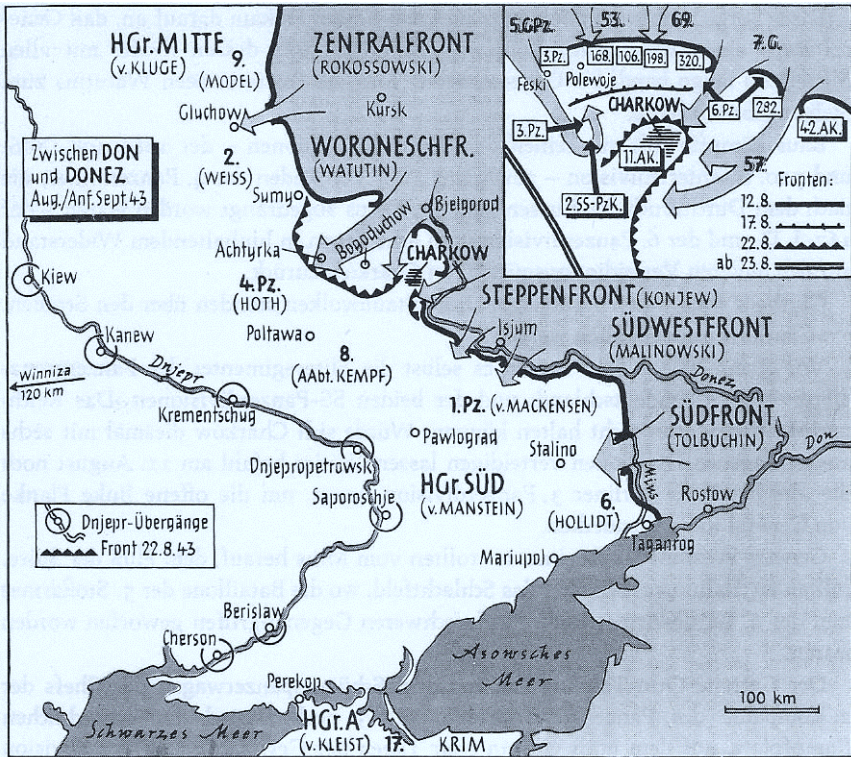 HGr.MITTE
(v. KLUGE)
9.
(MODEL)
ZENTRALFRONT
(ROKOSSOWSKI)
Kursk
Gluchow
2.
(WEISS)
WORONESCHFR.
(WATUTIN)
Zwischen DON
und DONEZ
Aug./Anf. Sept.43
Sumy
Bjelgorod
Achtyrka
Bogoduchow
CHARKOW
4.Pz.
(HOTH)
Kiew
Poltawa
STEPPENFRONT (KONJEW)
Isjum
SÜDWESTFRONT
(MALINOWSKI)
Kanew
Dnjepr
8.
(AAbt. KEMPF)
Donez
Winniza
120 km
Krementschug
1.Pz. (v. MACKENSEN)
SÜDFRONT
(TOLBUCHIN)
Don
Pawlograd
Stalino
Dnjepropetrowsk
HGr.SÜD
(v. MANSTEIN)
Mius
Rostow
Saporoschje
6.
(HOLLIDT)
Taganrog
Dnjepr-Übergänge
Front 22.8.43
Mariupol
Berislaw
Cherson
Asowsches
Meer
Perekop
100 km
Schwarzes Meer
HGr.A
(v. KLEIST)
17.
KRIM
5.GPz.
53.
69.
7.G.
3.Pz.
168.
106.
198.
320.
Polewoje
Feski
CHARKOW
6.Pz.
282.
3.Pz.
42.AK.
11.AK.
57.
2.SS-PzK.
Fronten:
12.8.
17.8.
22.8.
ab 23.8.